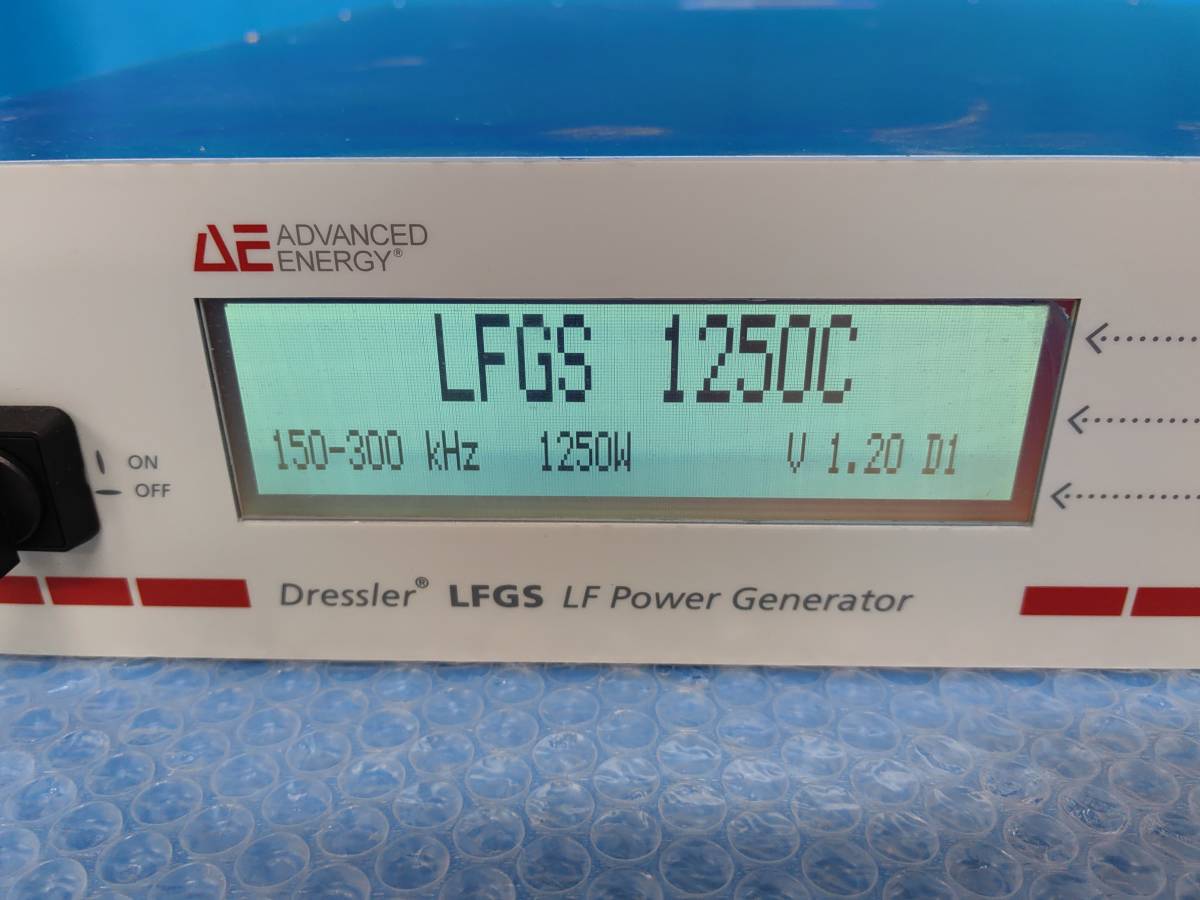 ADVANCED
ENERGY®
LFGS 1250C
150-300 kHz 1250W V 1.20 D1
ON
OFF
Dressler® LFGS LF Power Generator